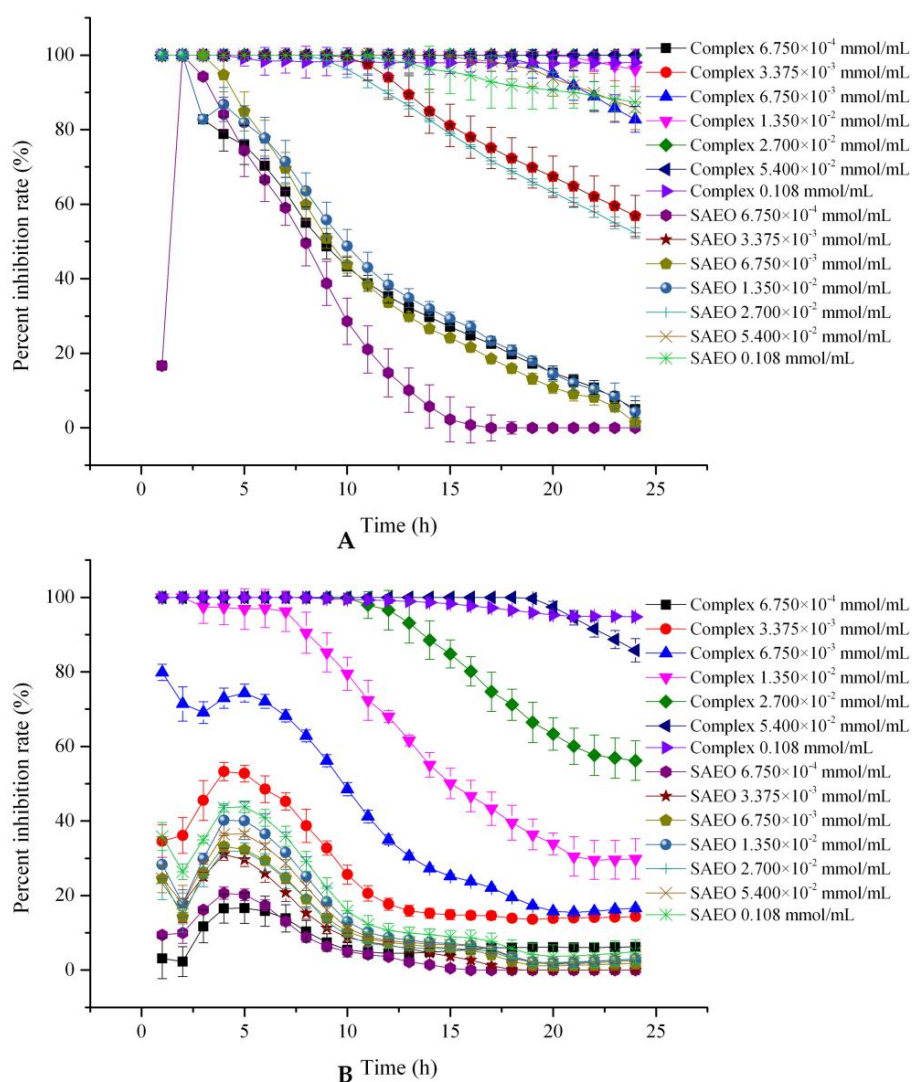 100
80
60
40
20
0
Percent inhibition rate (%)
0 5 10 15 20 25
Time (h)
A
Complex 6.750×10⁻⁴ mmol/mL
Complex 3.375×10⁻³ mmol/mL
Complex 6.750×10⁻³ mmol/mL
Complex 1.350×10⁻² mmol/mL
Complex 2.700×10⁻² mmol/mL
Complex 5.400×10⁻² mmol/mL
Complex 0.108 mmol/mL
SAEO 6.750×10⁻⁴ mmol/mL
SAEO 3.375×10⁻³ mmol/mL
SAEO 6.750×10⁻³ mmol/mL
SAEO 1.350×10⁻² mmol/mL
SAEO 2.700×10⁻² mmol/mL
SAEO 5.400×10⁻² mmol/mL
SAEO 0.108 mmol/mL
100
80
60
40
20
0
Percent inhibition rate (%)
0 5 10 15 20 25
Time (h)
B
Complex 6.750×10⁻⁴ mmol/mL
Complex 3.375×10⁻³ mmol/mL
Complex 6.750×10⁻³ mmol/mL
Complex 1.350×10⁻² mmol/mL
Complex 2.700×10⁻² mmol/mL
Complex 5.400×10⁻² mmol/mL
Complex 0.108 mmol/mL
SAEO 6.750×10⁻⁴ mmol/mL
SAEO 3.375×10⁻³ mmol/mL
SAEO 6.750×10⁻³ mmol/mL
SAEO 1.350×10⁻² mmol/mL
SAEO 2.700×10⁻² mmol/mL
SAEO 5.400×10⁻² mmol/mL
SAEO 0.108 mmol/mL